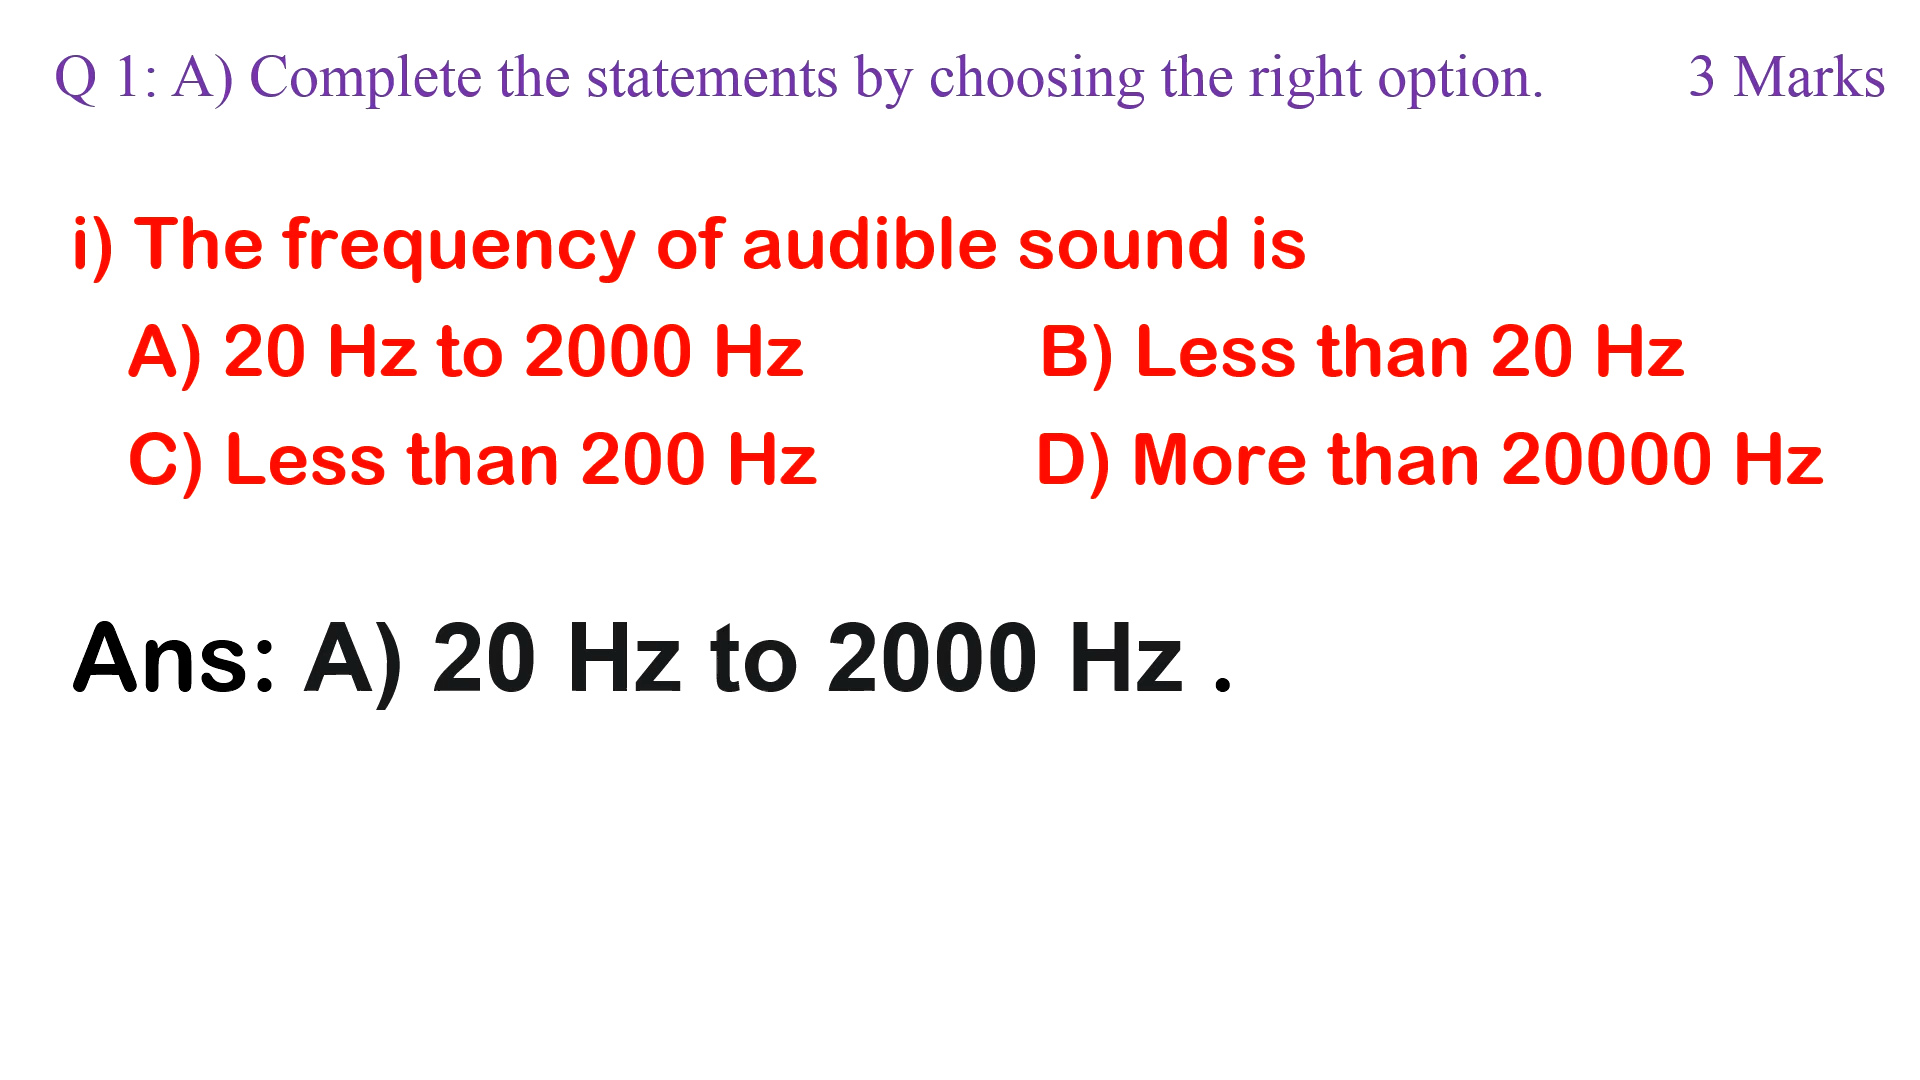 Q 1: A) Complete the statements by choosing the right option. 3 Marks
i) The frequency of audible sound is
A) 20 Hz to 2000 Hz B) Less than 20 Hz
C) Less than 200 Hz D) More than 20000 Hz
Ans: A) 20 Hz to 2000 Hz .